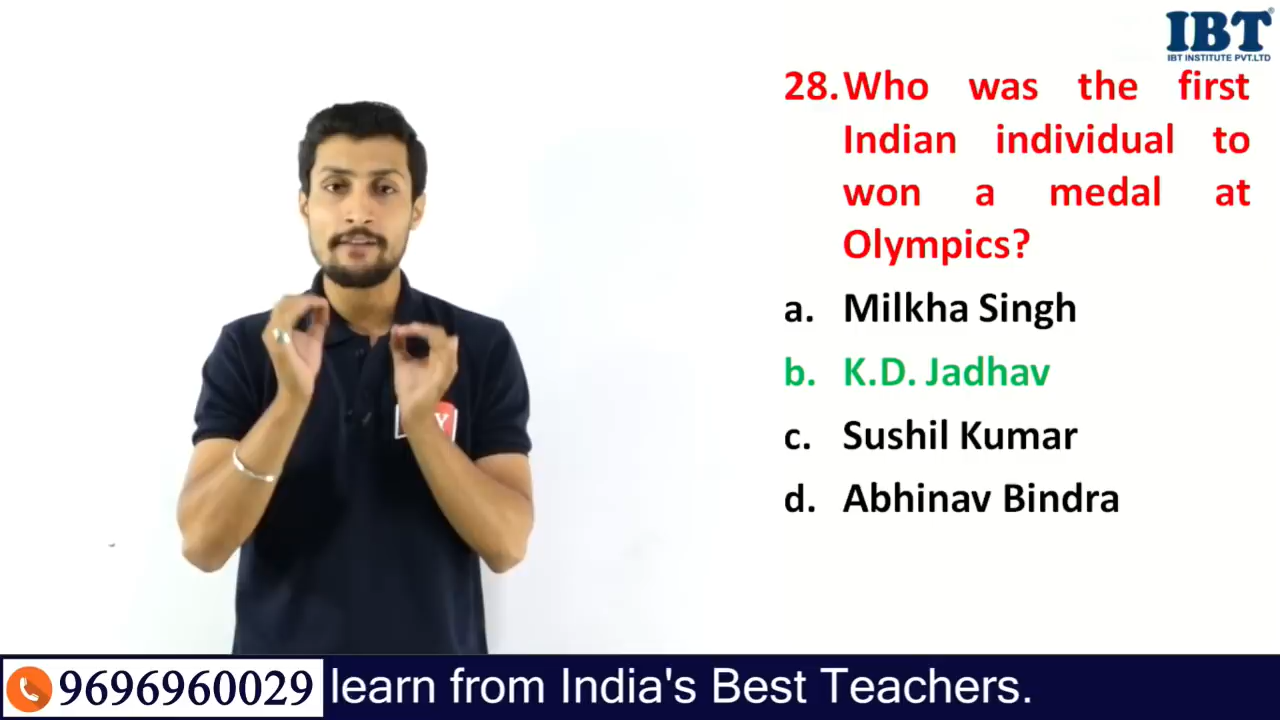 IBT
IBT INSTITUTE PVT.LTD
28. Who was the first
Indian individual to
won a medal at
Olympics?
a. Milkha Singh
b. K.D. Jadhav
c. Sushil Kumar
d. Abhinav Bindra
9696960029 learn from India's Best Teachers.